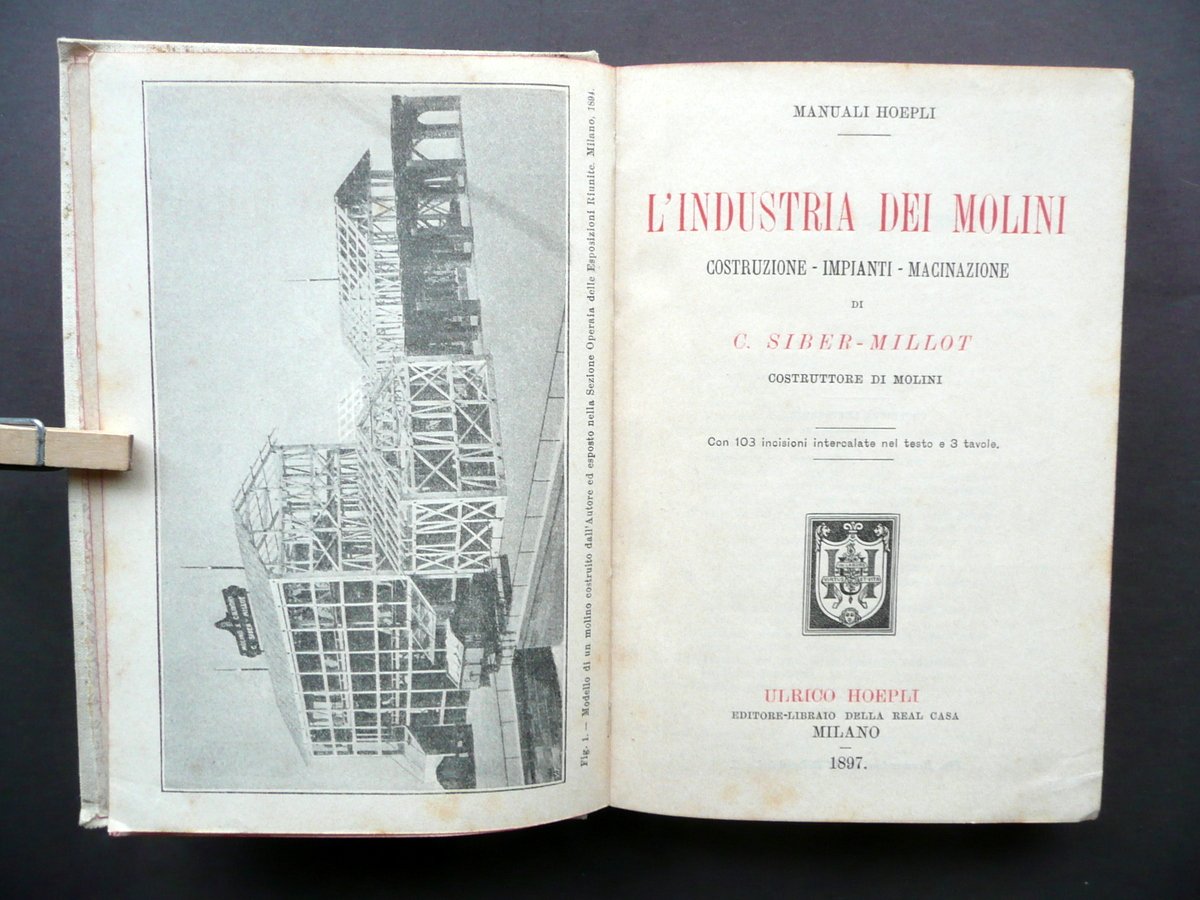 Fig. 1. — Modello di un molino costruito dall'Autore ed esposto nella Sezione Operaia delle Esposizioni Riunite. Milano, 1894.
MANUALI HOEPLI
L'INDUSTRIA DEI MOLINI
COSTRUZIONE - IMPIANTI - MACINAZIONE
DI
C. SIBER-MILLOT
COSTRUTTORE DI MOLINI
Con 103 incisioni intercalate nel testo e 3 tavole.
ULRICO HOEPLI
EDITORE-LIBRAIO DELLA REAL CASA
MILANO
1897.